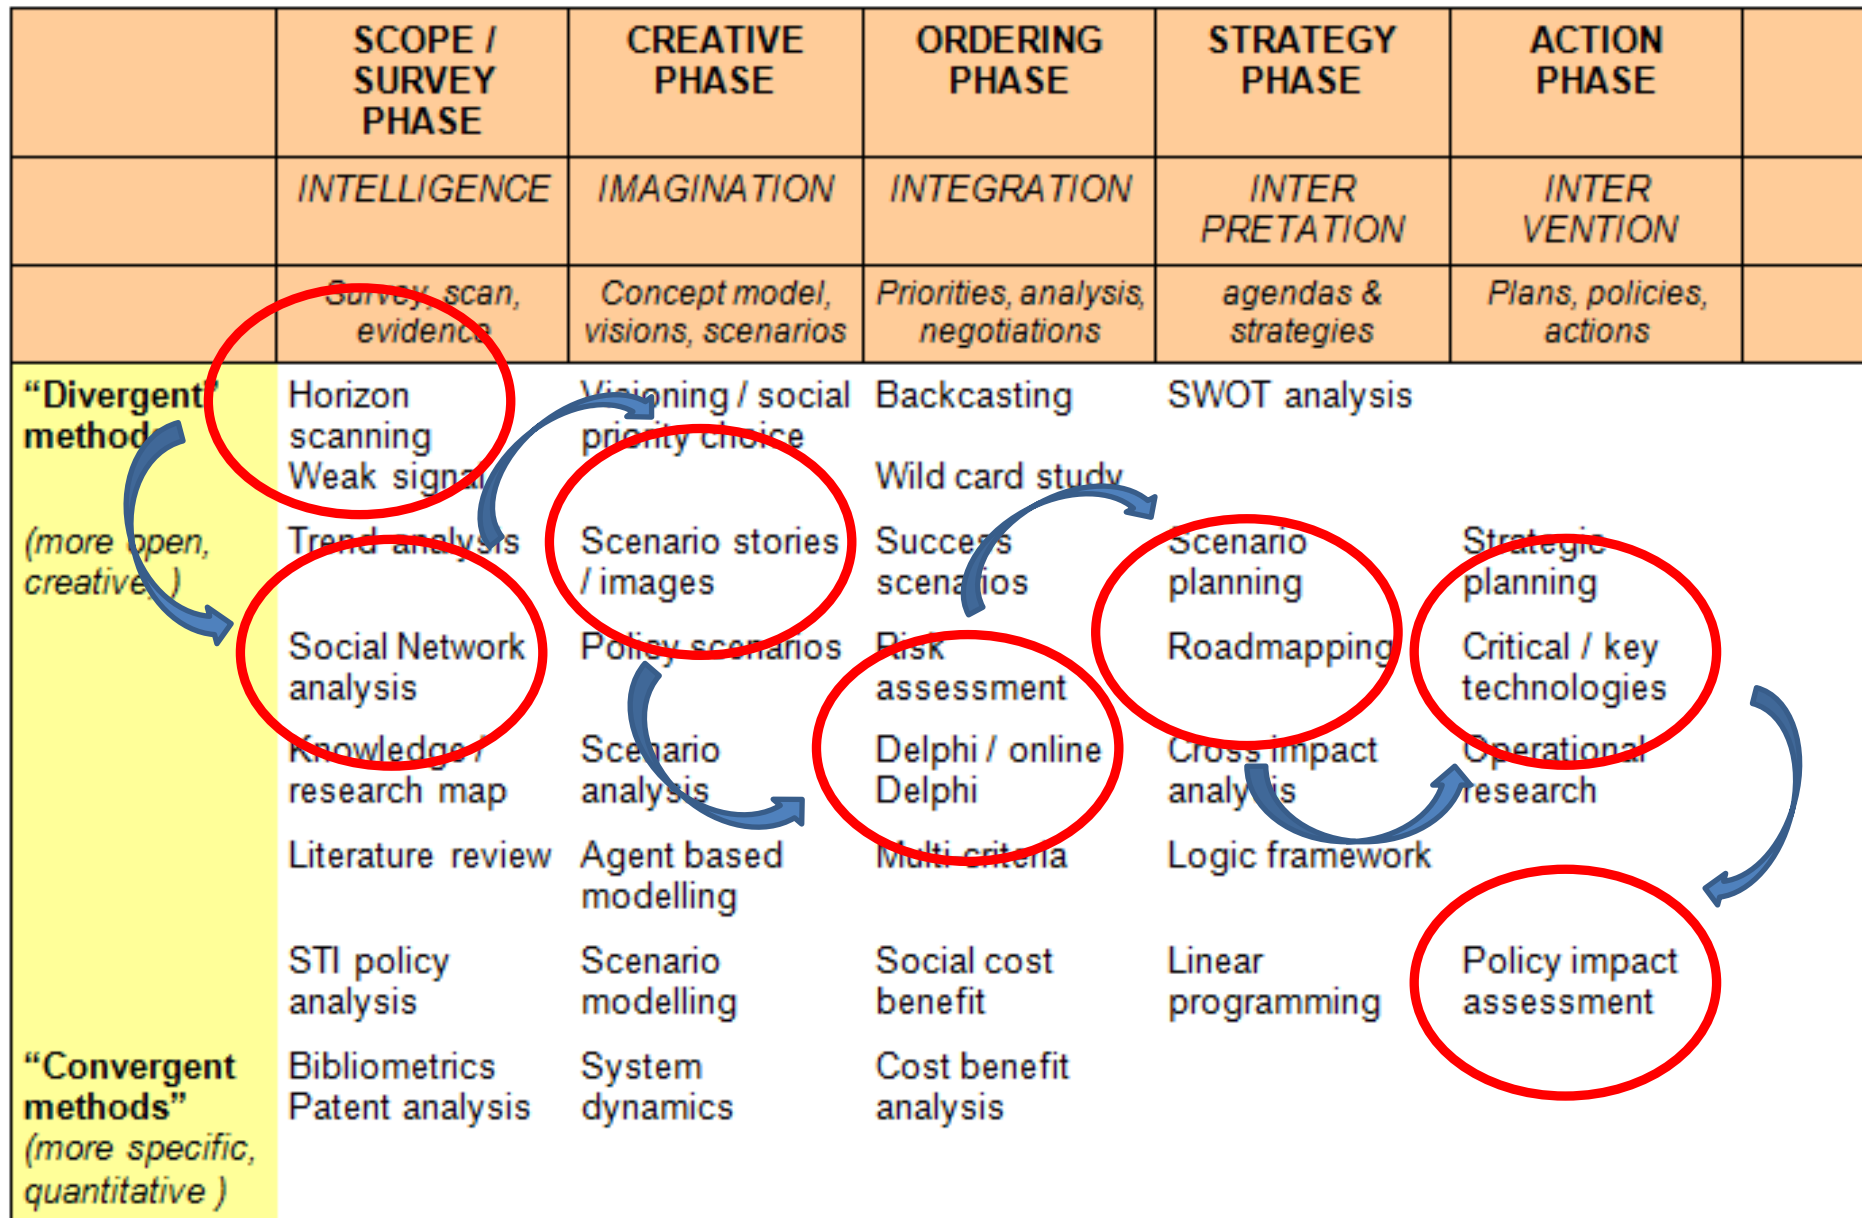 SCOPE /
SURVEY
PHASE
CREATIVE
PHASE
ORDERING
PHASE
STRATEGY
PHASE
ACTION
PHASE
INTELLIGENCE
IMAGINATION
INTEGRATION
INTER
PRETATION
INTER
VENTION
Survey, scan,
evidence
Concept model,
visions, scenarios
Priorities, analysis,
negotiations
agendas &
strategies
Plans, policies,
actions
“Divergent”
methods
(more open,
creative, )
“Convergent
methods”
(more specific,
quantitative )
Horizon
scanning
Weak signal
Trend analysis
Social Network
analysis
Knowledge /
research map
Literature review
STI policy
analysis
Bibliometrics
Patent analysis
Visioning / social
priority choice
Scenario stories
/ images
Policy scenarios
Scenario
analysis
Agent based
modelling
Scenario
modelling
System
dynamics
Backcasting
Wild card study
Success
scenarios
Risk
assessment
Delphi / online
Delphi
Multi criteria
Social cost
benefit
Cost benefit
analysis
SWOT analysis
Scenario
planning
Roadmapping
Cross impact
analysis
Logic framework
Linear
programming
Strategic
planning
Critical / key
technologies
Operational
research
Policy impact
assessment